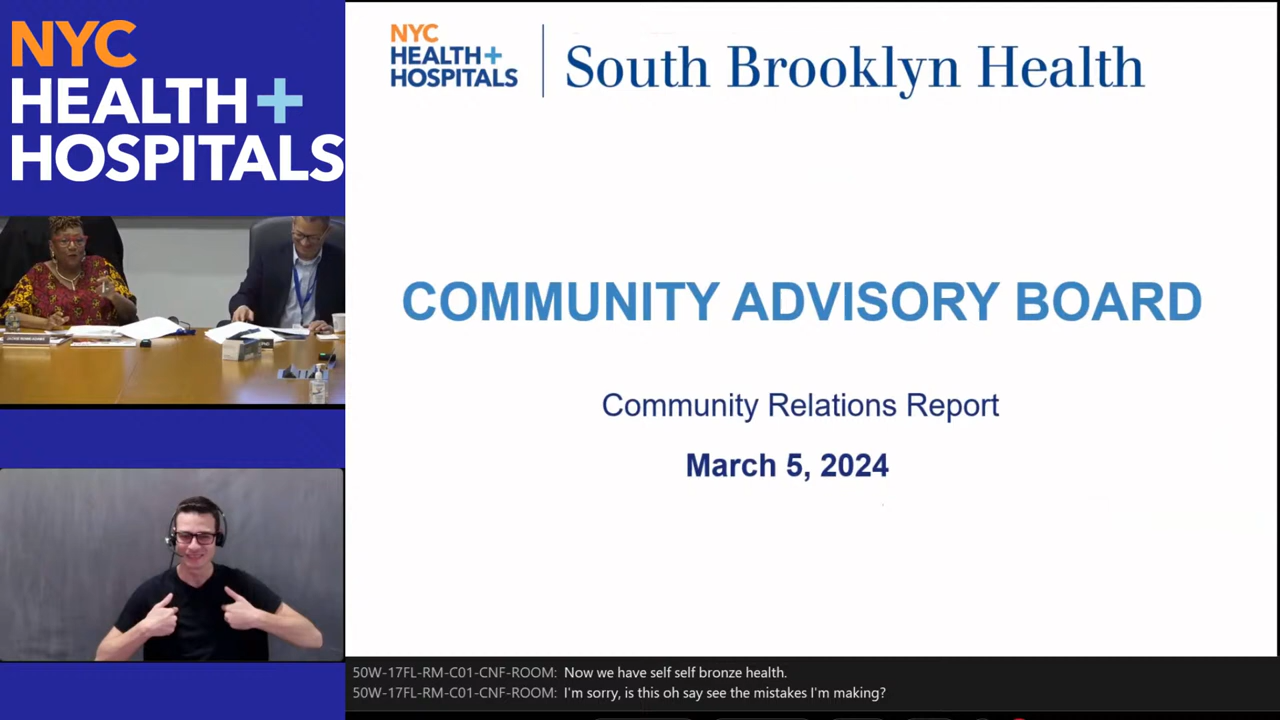 NYC
HEALTH+
HOSPITALS
NYC
HEALTH+
HOSPITALS
South Brooklyn Health
COMMUNITY ADVISORY BOARD
Community Relations Report
March 5, 2024
50W-17FL-RM-C01-CNF-ROOM: Now we have self self bronze health.
50W-17FL-RM-C01-CNF-ROOM: I'm sorry, is this oh say see the mistakes I'm making?